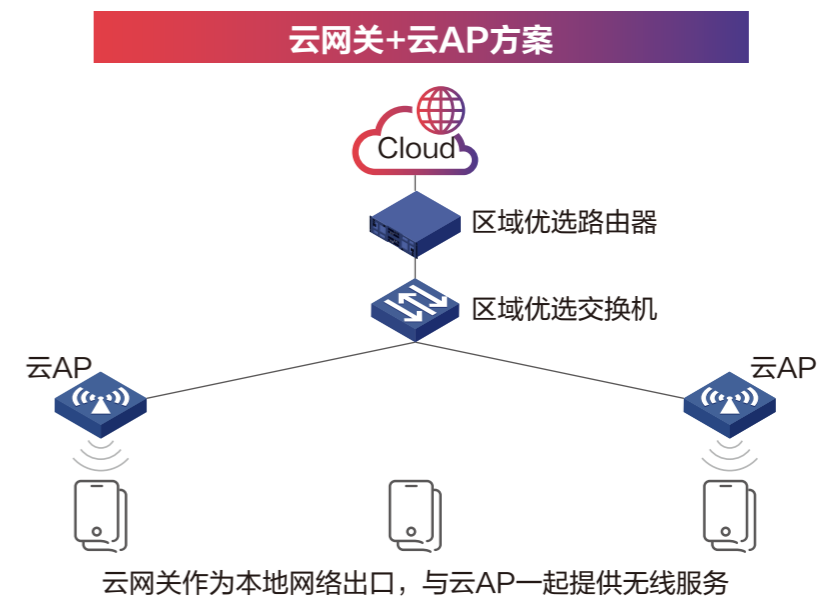 云网关+云AP方案
Cloud
区域优选路由器
区域优选交换机
云AP
云AP
云网关作为本地网络出口，与云AP一起提供无线服务